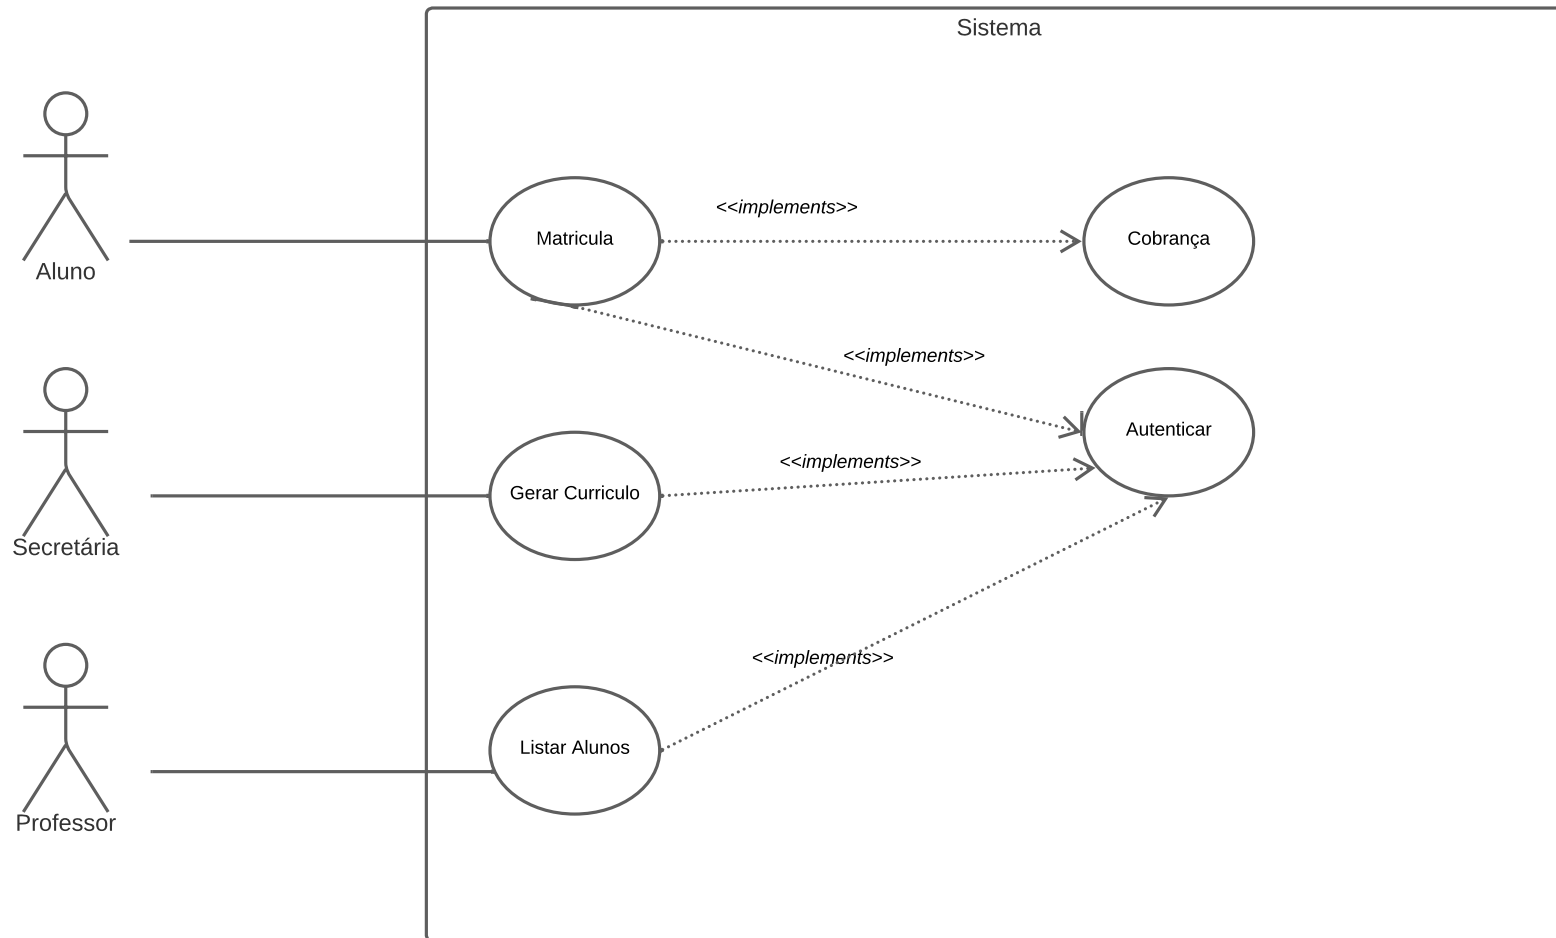 Sistema
<<implements>>
Matricula
Cobrança
Aluno
<<implements>>
Autenticar
<<implements>>
Gerar Curriculo
Secretária
<<implements>>
Listar Alunos
Professor